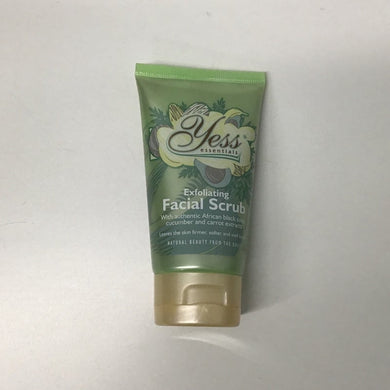 Yess
essentials
Exfoliating
Facial Scrub
With authentic African black
cucumber and carrot extracts
Leaves the skin firmer, softer and
NATURAL BEAUTY FROM THE